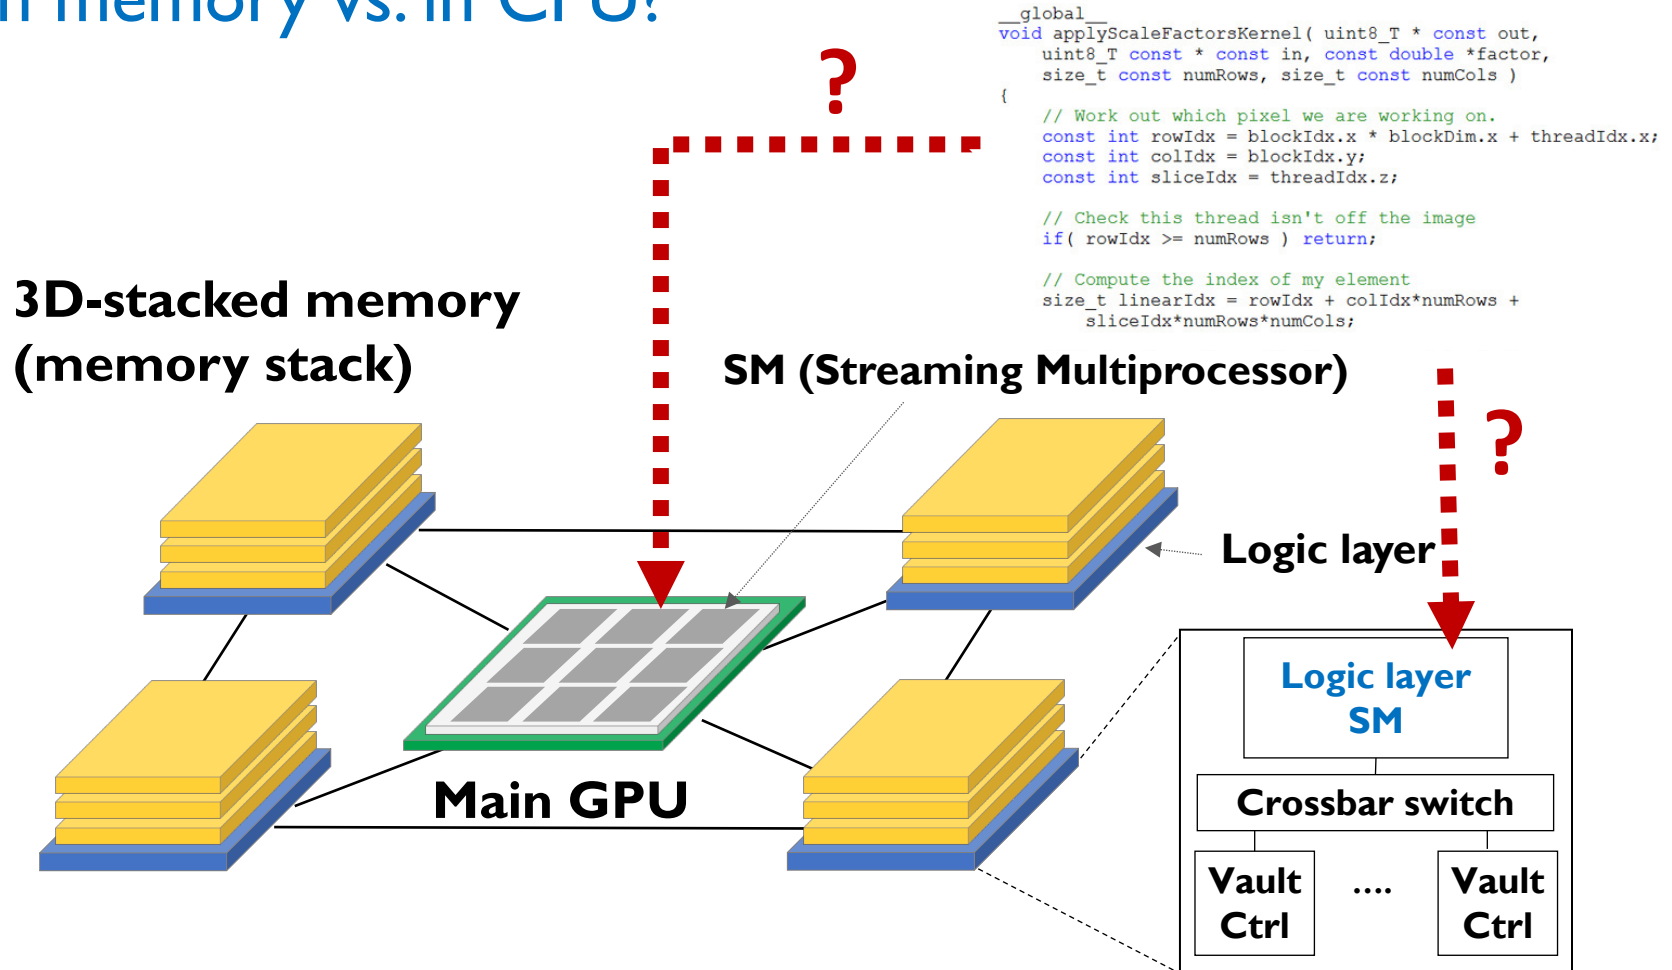 memory vs. in CPU?
__global__
void applyScaleFactorsKernel( uint8_T * const out,
uint8_T const * const in, const double *factor,
size_t const numRows, size_t const numCols )
{
// Work out which pixel we are working on.
const int rowIdx = blockIdx.x * blockDim.x + threadIdx.x;
const int colIdx = blockIdx.y;
const int sliceIdx = threadIdx.z;
// Check this thread isn't off the image
if( rowIdx >= numRows ) return;
// Compute the index of my element
size_t linearIdx = rowIdx + colIdx*numRows +
sliceIdx*numRows*numCols;
?
3D-stacked memory
(memory stack)
SM (Streaming Multiprocessor)
?
Logic layer
Main GPU
Logic layer
SM
Crossbar switch
Vault
Ctrl
....
Vault
Ctrl